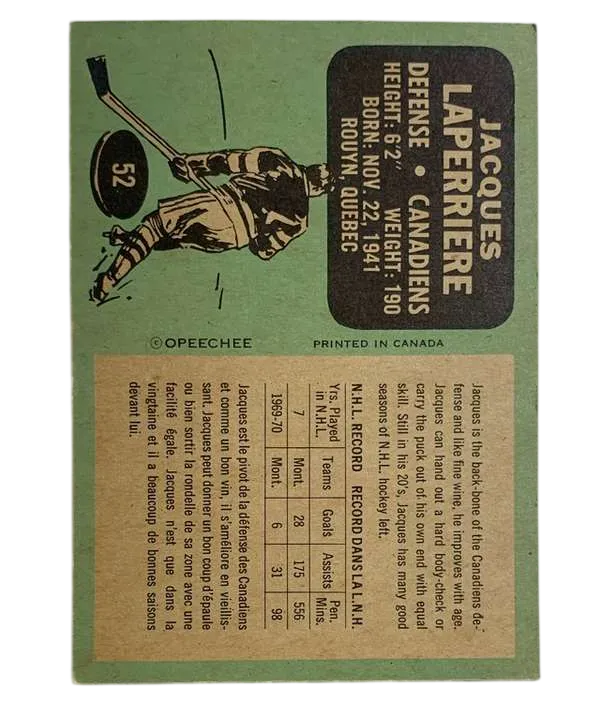 JACQUES
LAPERRIERE
DEFENSE • CANADIENS
HEIGHT: 6'2" WEIGHT: 190
BORN: NOV. 22, 1941
ROUYN, QUEBEC
52
© OPEECHEE
PRINTED IN CANADA
Jacques is the back-bone of the Canadiens de-
fense and like fine wine, he improves with age.
Jacques can hand out a hard body-check or
carry the puck out of his own end with equal
skill. Still in his 20's, Jacques has many good
seasons of N.H.L. hockey left.
N.H.L. RECORD RECORD DANS LA L.N.H.
Yrs. Played in N.H.L. Teams Goals Assists Pen. Mins.
7 Mont. 28 175 556
1969-70 Mont. 6 31 98
Jacques est le pivot de la défense des Canadiens
et comme un bon vin, il s'améliore en vieillis-
sant. Jacques peut donner un bon coup d'épaule
ou bien sortir la rondelle de sa zone avec une
facilité égale. Jacques n'est que dans la
vingtaine et il a beaucoup de bonnes saisons
devant lui.